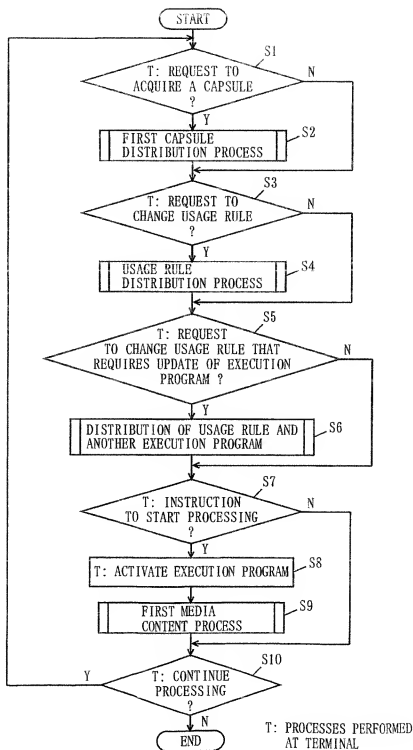 START
S1
T: REQUEST TO
ACQUIRE A CAPSULE
?
N
Y
S2
FIRST CAPSULE
DISTRIBUTION PROCESS
S3
T: REQUEST TO
CHANGE USAGE RULE
?
N
Y
S4
USAGE RULE
DISTRIBUTION PROCESS
S5
T: REQUEST
TO CHANGE USAGE RULE THAT
REQUIRES UPDATE OF EXECUTION
PROGRAM ?
N
Y
S6
DISTRIBUTION OF USAGE RULE AND
ANOTHER EXECUTION PROGRAM
S7
T: INSTRUCTION
TO START PROCESSING
?
N
Y
S8
T: ACTIVATE EXECUTION PROGRAM
S9
FIRST MEDIA
CONTENT PROCESS
S10
Y
T: CONTINUE
PROCESSING
?
N
END
T: PROCESSES PERFORMED
AT TERMINAL